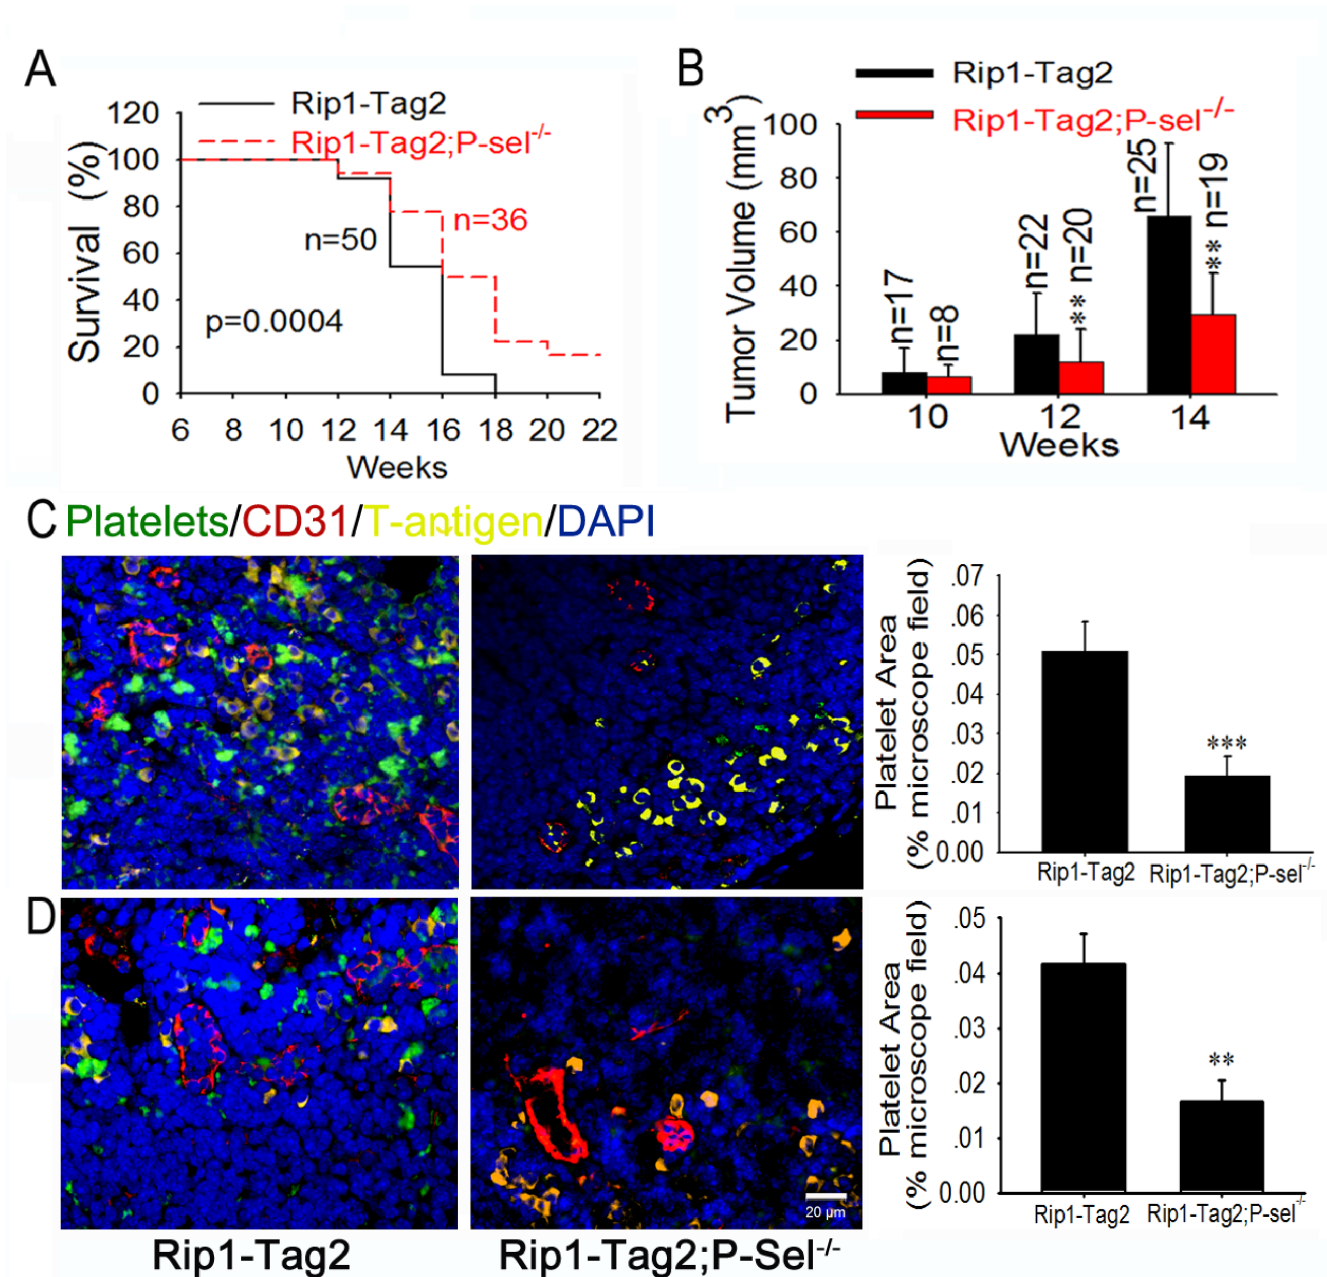 A
Rip1-Tag2
Rip1-Tag2;P-sel-/-
Survival (%)
120
100
80
60
40
20
0
n=50
n=36
p=0.0004
6 8 10 12 14 16 18 20 22
Weeks
B
Rip1-Tag2
Rip1-Tag2;P-sel-/-
Tumor Volume (mm3)
100
80
60
40
20
0
n=17
n=8
n=22
** n=20
n=25
** n=19
10 12 14
Weeks
C Platelets/CD31/T-antigen/DAPI
Platelet Area
(% microscope field)
.07
.06
.05
.04
.03
.02
.01
0.00
***
Rip1-Tag2 Rip1-Tag2;P-sel-/-
D
20 µm
Rip1-Tag2 Rip1-Tag2;P-Sel-/-
Platelet Area
(% microscope field)
.05
.04
.03
.02
.01
0.00
**
Rip1-Tag2 Rip1-Tag2;P-sel-/-